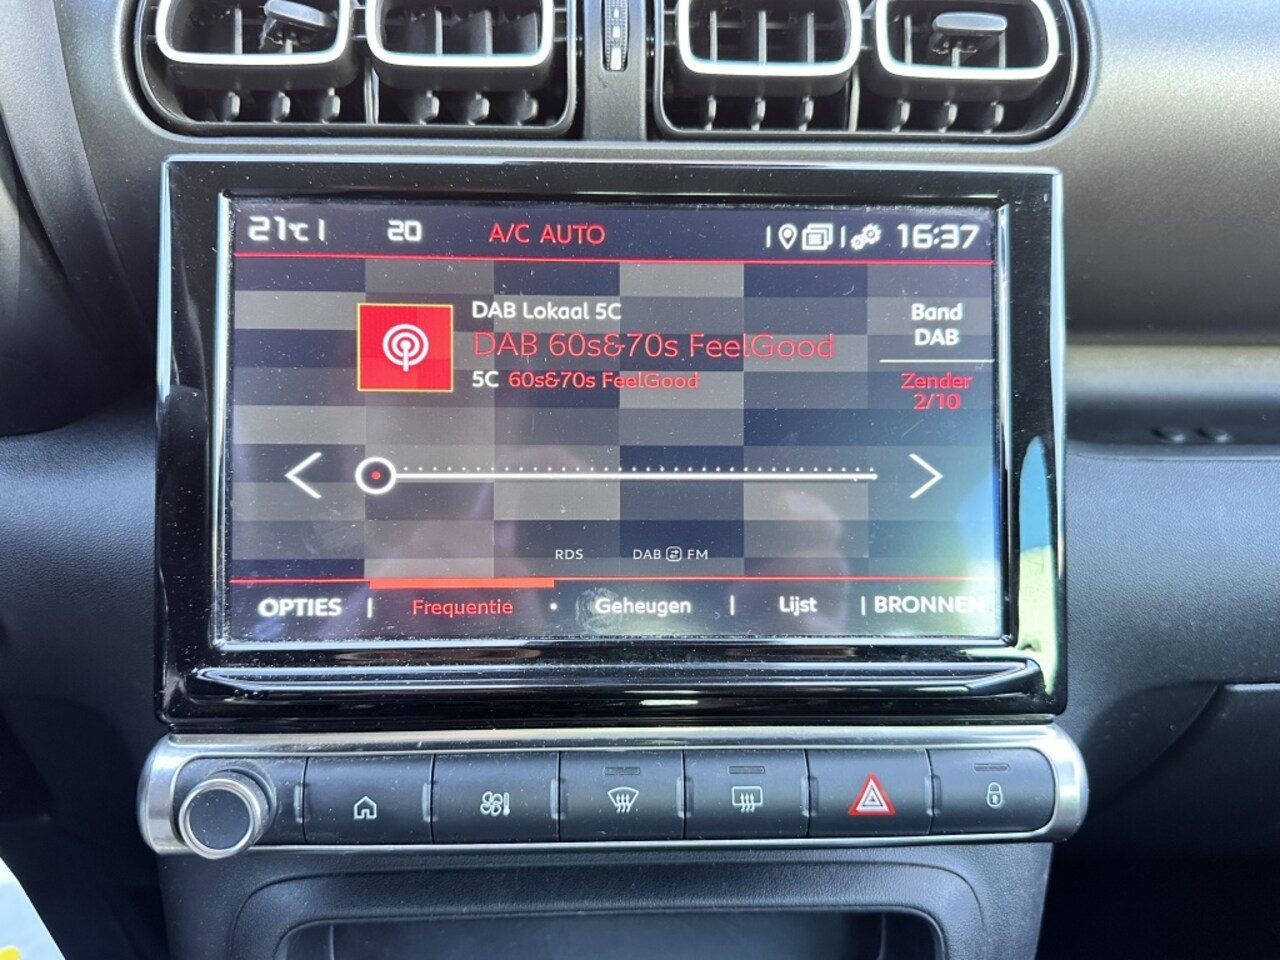 21°C | 20 A/C AUTO 16:37
DAB Lokaal 5C
DAB 60s&70s FeelGood
5C 60s&70s FeelGood
Band
DAB
Zender
2/10
RDS DAB FM
OPTIES | Frequentie • Geheugen | Lijst | BRONNEN